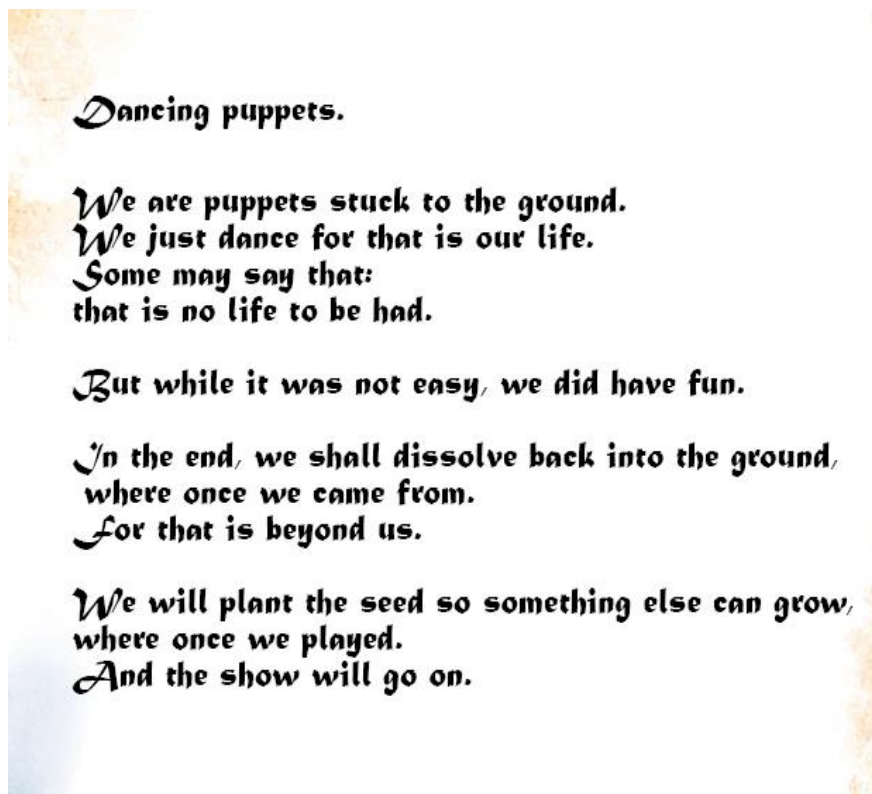 Dancing puppets.
We are puppets stuck to the ground.
We just dance for that is our life.
Some may say that:
that is no life to be had.
But while it was not easy, we did have fun.
In the end, we shall dissolve back into the ground,
where once we came from.
For that is beyond us.
We will plant the seed so something else can grow,
where once we played.
And the show will go on.